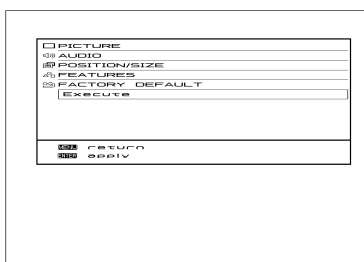 PICTURE
AUDIO
POSITION/SIZE
FEATURES
FACTORY DEFAULT
Execute
MENU return
ENTER apply